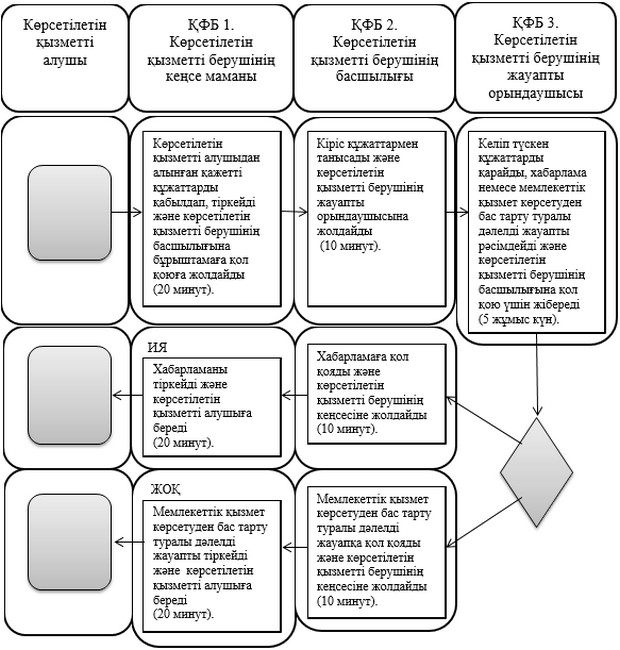 Көрсетілетін
қызметті
алушы
ҚФБ 1.
Көрсетілетін
қызметті берушінің
кеңсе маманы
ҚФБ 2.
Көрсетілетін
қызметті берушінің
басшылығы
ҚФБ 3.
Көрсетілетін
қызметті берушінің
жауапты
орындаушысы
Көрсетілетін
қызметті алушыдан
алынған қажетті
құжаттарды
қабылдап, тіркейді
және көрсетілетін
қызметті берушінің
басшылығына
бұрыштамаға қол
қоюға жолдайды
(20 минут).
Кіріс құжаттармен
танысады және
көрсетілетін
қызметті берушінің
жауапты
орындаушысына
жолдайды
(10 минут).
Келіп түскен
құжаттарды
қарайды, хабарлама
немесе мемлекеттік
қызмет көрсетуден
бас тарту туралы
дәлелді жауапты
рәсімдейді және
көрсетілетін
қызметті берушінің
басшылығына қол
қою үшін жібереді
(5 жұмыс күн).
ИЯ
Хабарламаны
тіркейді және
көрсетілетін
қызметті алушыға
береді
(20 минут).
Хабарламаға қол
қояды және
көрсетілетін
қызметті берушінің
кеңсесіне жолдайды
(10 минут).
ЖОҚ
Мемлекеттік қызмет
көрсетуден бас тарту
туралы дәлелді
жауапты тіркейді
және көрсетілетін
қызметті алушыға
береді
(20 минут).
Мемлекеттік қызмет
көрсетуден бас тарту
туралы дәлелді
жауапқа қол қояды
және көрсетілетін
қызметті берушінің
кеңсесіне жолдайды
(10 минут).